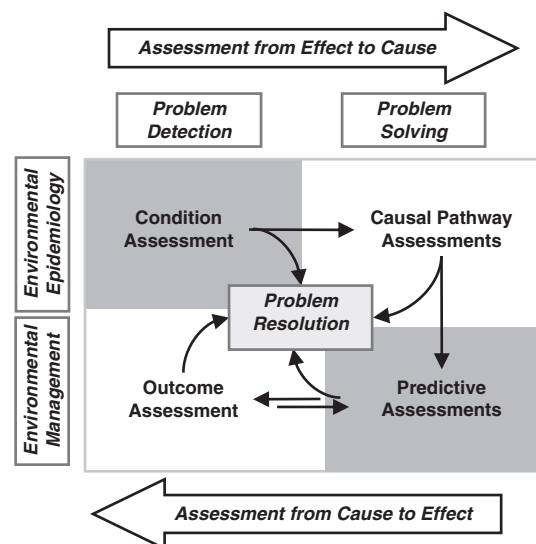 Assessment from Effect to Cause
Problem
Detection
Problem
Solving
Environmental
Epidemiology
Condition
Assessment
Causal Pathway
Assessments
Problem
Resolution
Environmental
Management
Outcome
Assessment
Predictive
Assessments
Assessment from Cause to Effect